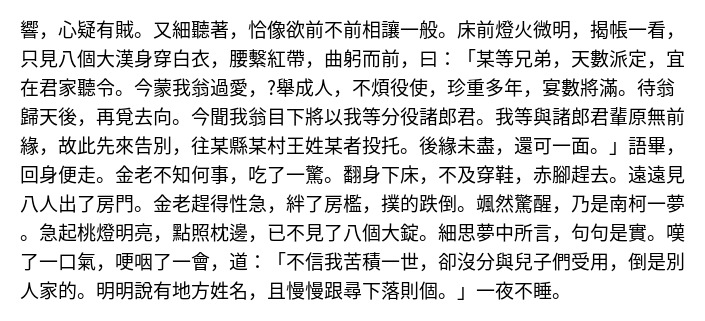 響，心疑有賊。又細聽著，恰像欲前不前相讓一般。床前燈火微明，揭帳一看，
只見八個大漢身穿白衣，腰繫紅帶，曲躬而前，曰：「某等兄弟，天數派定，宜
在君家聽令。今蒙我翁過愛，?舉成人，不煩役使，珍重多年，宴數將滿。待翁
歸天後，再覓去向。今聞我翁目下將以我等分役諸郎君。我等與諸郎君輩原無前
緣，故此先來告別，往某縣某村王姓某者投托。後緣未盡，還可一面。」語畢，
回身便走。金老不知何事，吃了一驚。翻身下床，不及穿鞋，赤腳趕去。遠遠見
八人出了房門。金老趕得性急，絆了房檻，撲的跌倒。颯然驚醒，乃是南柯一夢
。急起桃燈明亮，點照枕邊，已不見了八個大錠。細思夢中所言，句句是實。嘆
了一口氣，哽咽了一會，道：「不信我苦積一世，卻沒分與兒子們受用，倒是別
人家的。明明說有地方姓名，且慢慢跟尋下落則個。」一夜不睡。